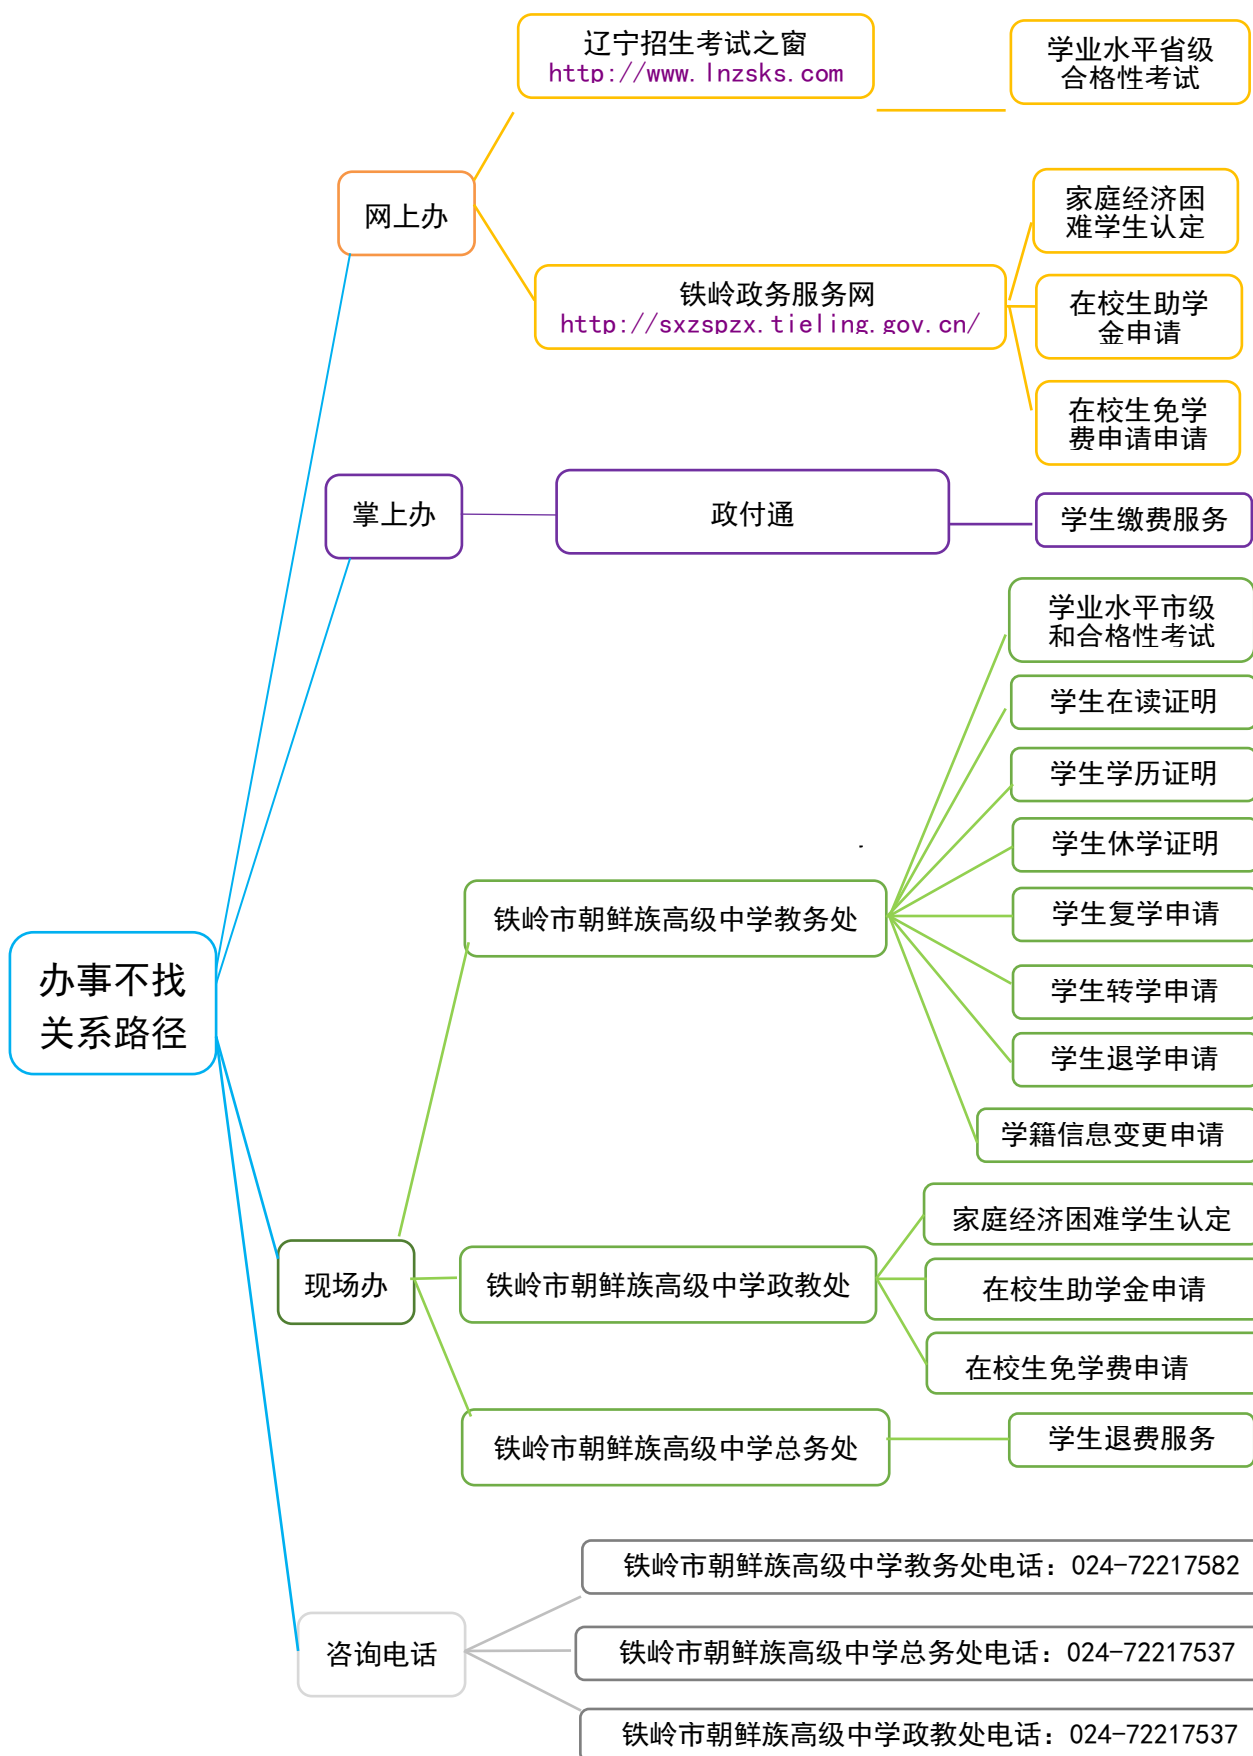 辽宁招生考试之窗
http://www.lnzsks.com
学业水平省级
合格性考试
网上办
家庭经济困
难学生认定
铁岭政务服务网
http://sxzspzx.tieling.gov.cn/
在校生助学
金申请
在校生免学
费申请申请
掌上办
政付通
学生缴费服务
学业水平市级
和合格性考试
学生在读证明
学生学历证明
学生休学证明
铁岭市朝鲜族高级中学教务处
学生复学申请
学生转学申请
学生退学申请
学籍信息变更申请
办事不找
关系路径
现场办
铁岭市朝鲜族高级中学政教处
家庭经济困难学生认定
在校生助学金申请
在校生免学费申请
铁岭市朝鲜族高级中学总务处
学生退费服务
咨询电话
铁岭市朝鲜族高级中学教务处电话：024-72217582
铁岭市朝鲜族高级中学总务处电话：024-72217537
铁岭市朝鲜族高级中学政教处电话：024-72217537